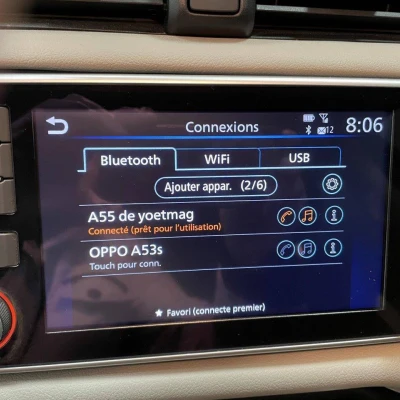 Connexions
12
8:06
Bluetooth WiFi USB
Ajouter appar. (2/6)
A55 de yoetmag
Connecté (prêt pour l'utilisation)
OPPO A53s
Touch pour conn.
★ Favori (connecte premier)